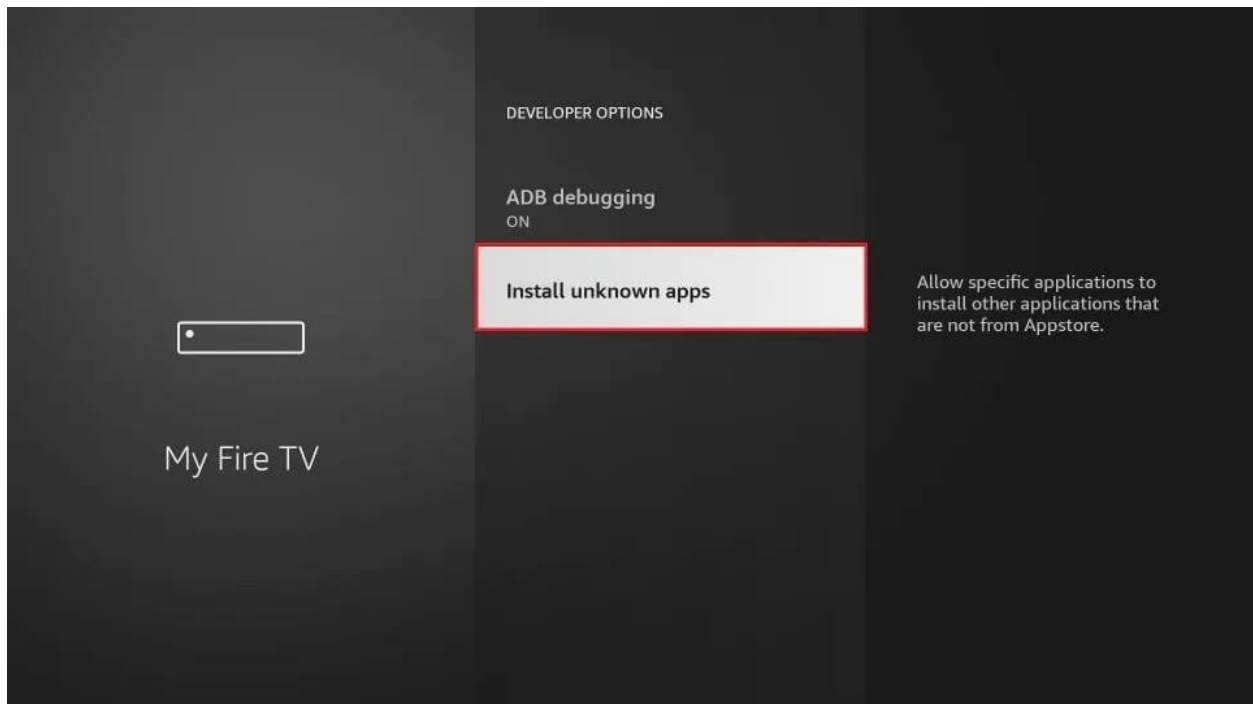 DEVELOPER OPTIONS
ADB debugging
ON
Install unknown apps
Allow specific applications to
install other applications that
are not from Appstore.
My Fire TV